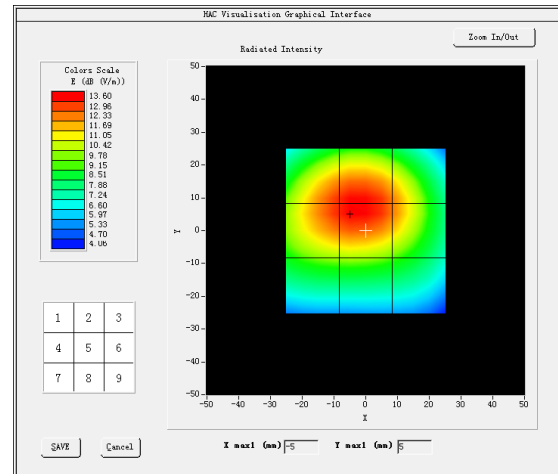 HAC Visualisation Graphical Interface
Zoom In/Out
Radiated Intensity
Colors Scale
E (dB (V/m))
13.60
12.96
12.33
11.69
11.05
10.42
9.78
9.15
8.51
7.88
7.24
6.60
5.97
5.33
4.70
4.06
1 2 3
4 5 6
7 8 9
50
40
30
20
10
0
-10
-20
-30
-40
-50
Y
-50 -40 -30 -20 -10 0 10 20 30 40 50
X
X max1 (mm) -5 Y max1 (mm) 5
SAVE Cancel